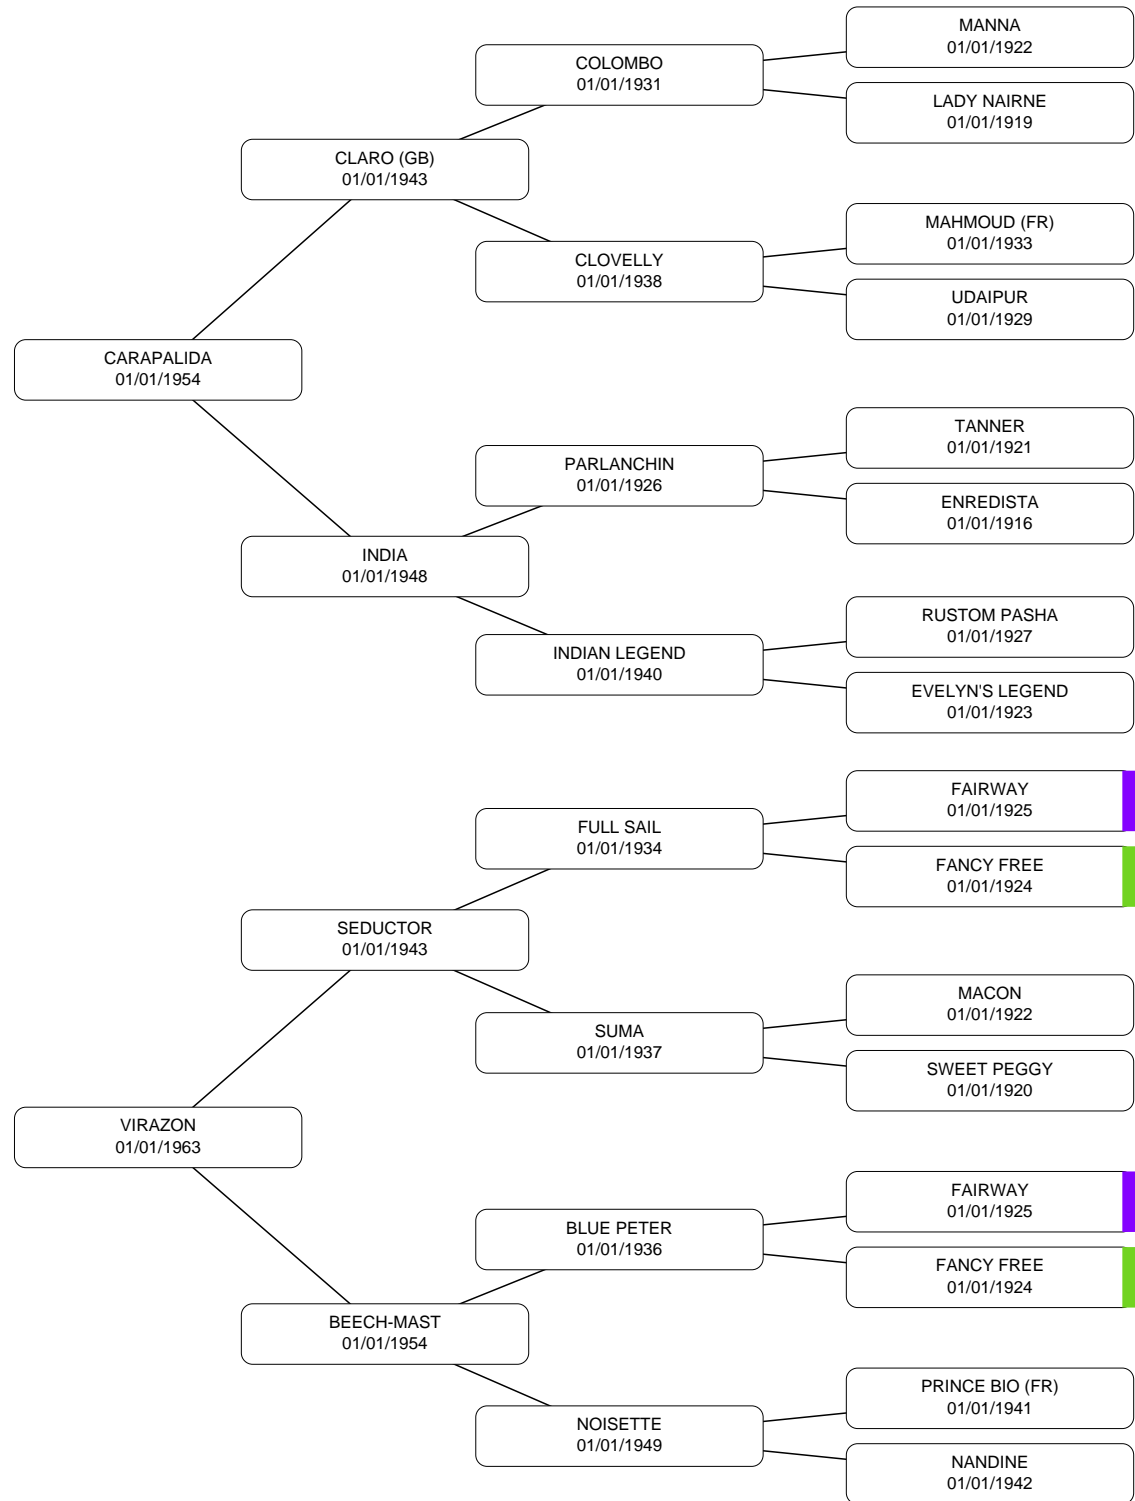 MANNA
01/01/1922
COLOMBO
01/01/1931
LADY NAIRNE
01/01/1919
CLARO (GB)
01/01/1943
MAHMOUD (FR)
01/01/1933
CLOVELLY
01/01/1938
UDAIPUR
01/01/1929
CARAPALIDA
01/01/1954
TANNER
01/01/1921
PARLANCHIN
01/01/1926
ENREDISTA
01/01/1916
INDIA
01/01/1948
RUSTOM PASHA
01/01/1927
INDIAN LEGEND
01/01/1940
EVELYN'S LEGEND
01/01/1923
FAIRWAY
01/01/1925
FULL SAIL
01/01/1934
FANCY FREE
01/01/1924
SEDUCTOR
01/01/1943
MACON
01/01/1922
SUMA
01/01/1937
SWEET PEGGY
01/01/1920
VIRAZON
01/01/1963
FAIRWAY
01/01/1925
BLUE PETER
01/01/1936
FANCY FREE
01/01/1924
BEECH-MAST
01/01/1954
PRINCE BIO (FR)
01/01/1941
NOISETTE
01/01/1949
NANDINE
01/01/1942